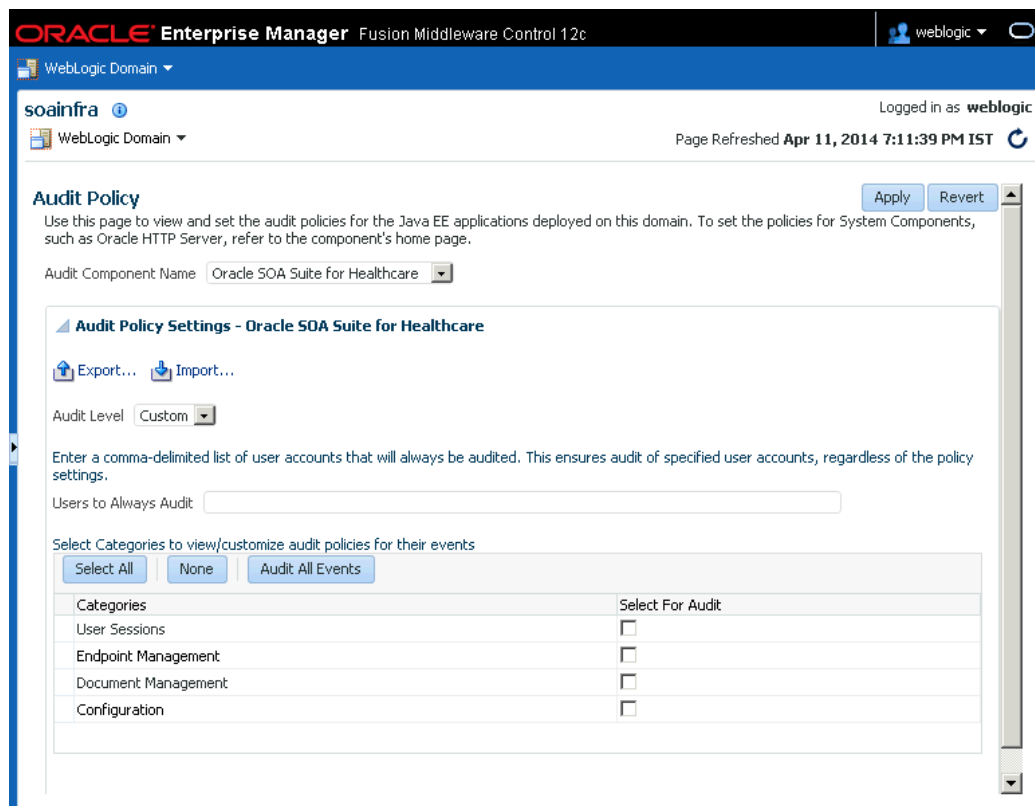 ORACLE Enterprise Manager Fusion Middleware Control 12c
weblogic
WebLogic Domain
soainfra
Logged in as weblogic
WebLogic Domain
Page Refreshed Apr 11, 2014 7:11:39 PM IST
Audit Policy
Apply
Revert
Use this page to view and set the audit policies for the Java EE applications deployed on this domain. To set the policies for System Components,
such as Oracle HTTP Server, refer to the component's home page.
Audit Component Name Oracle SOA Suite for Healthcare
Audit Policy Settings - Oracle SOA Suite for Healthcare
Export... Import...
Audit Level Custom
Enter a comma-delimited list of user accounts that will always be audited. This ensures audit of specified user accounts, regardless of the policy
settings.
Users to Always Audit
Select Categories to view/customize audit policies for their events
Select All None Audit All Events
Categories Select For Audit
User Sessions
Endpoint Management
Document Management
Configuration